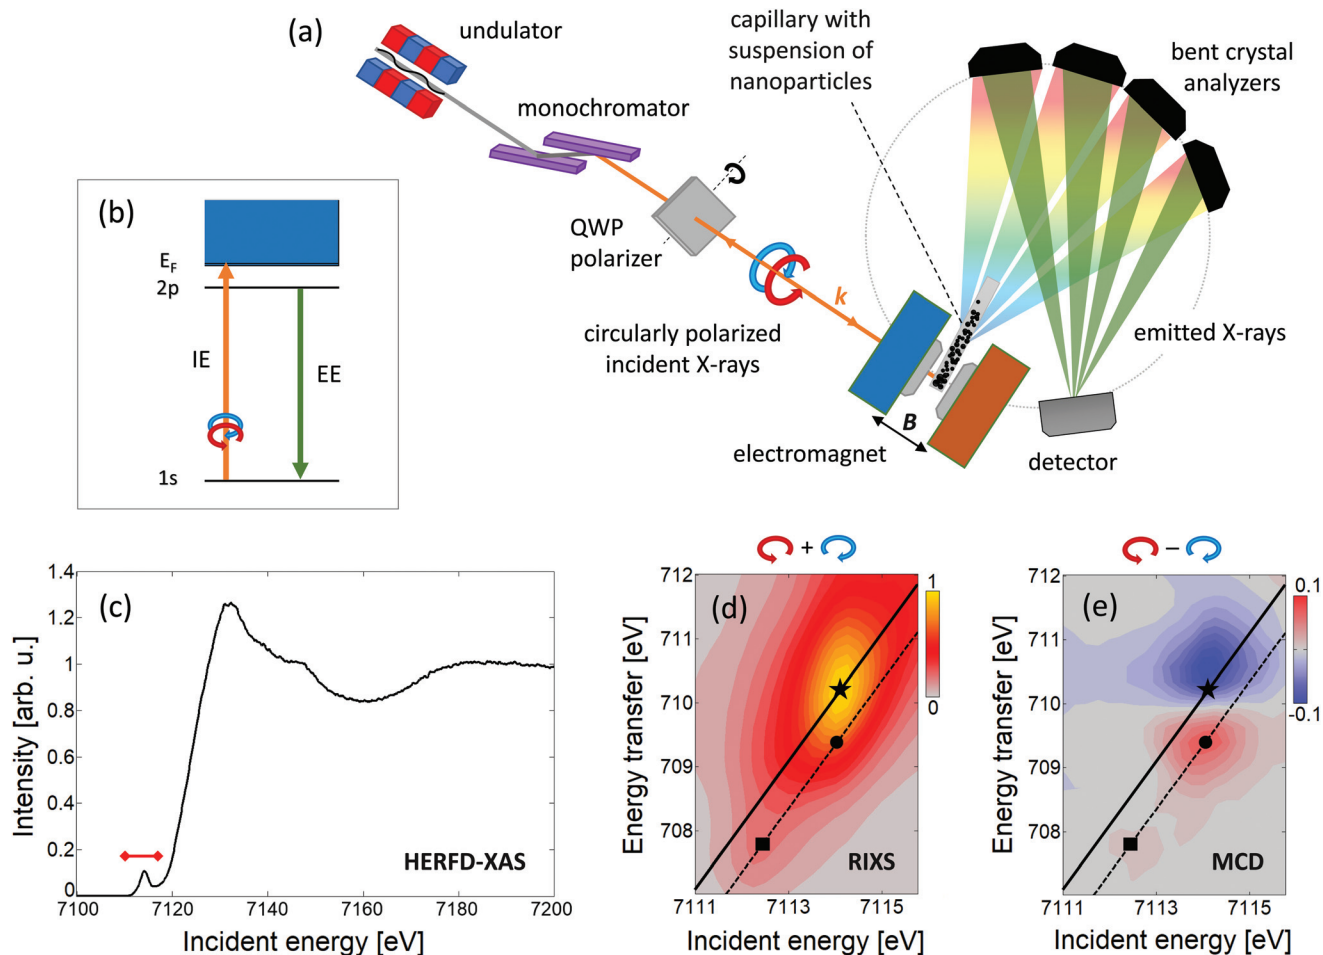 (a)
undulator
monochromator
capillary with
suspension of
nanoparticles
bent crystal
analyzers
QWP
polarizer
k
circularly polarized
incident X-rays
emitted X-rays
B
electromagnet
detector
(b)
E_F
2p
IE
EE
1s
(c)
Intensity [arb. u.]
1.4
1.2
1
0.8
0.6
0.4
0.2
0
7100
7120
7140
7160
7180
7200
Incident energy [eV]
HERFD-XAS
+
(d)
Energy transfer [eV]
712
711
710
709
708
7111
7113
7115
Incident energy [eV]
1
0
RIXS
−
(e)
Energy transfer [eV]
712
711
710
709
708
7111
7113
7115
Incident energy [eV]
0.1
-0.1
MCD